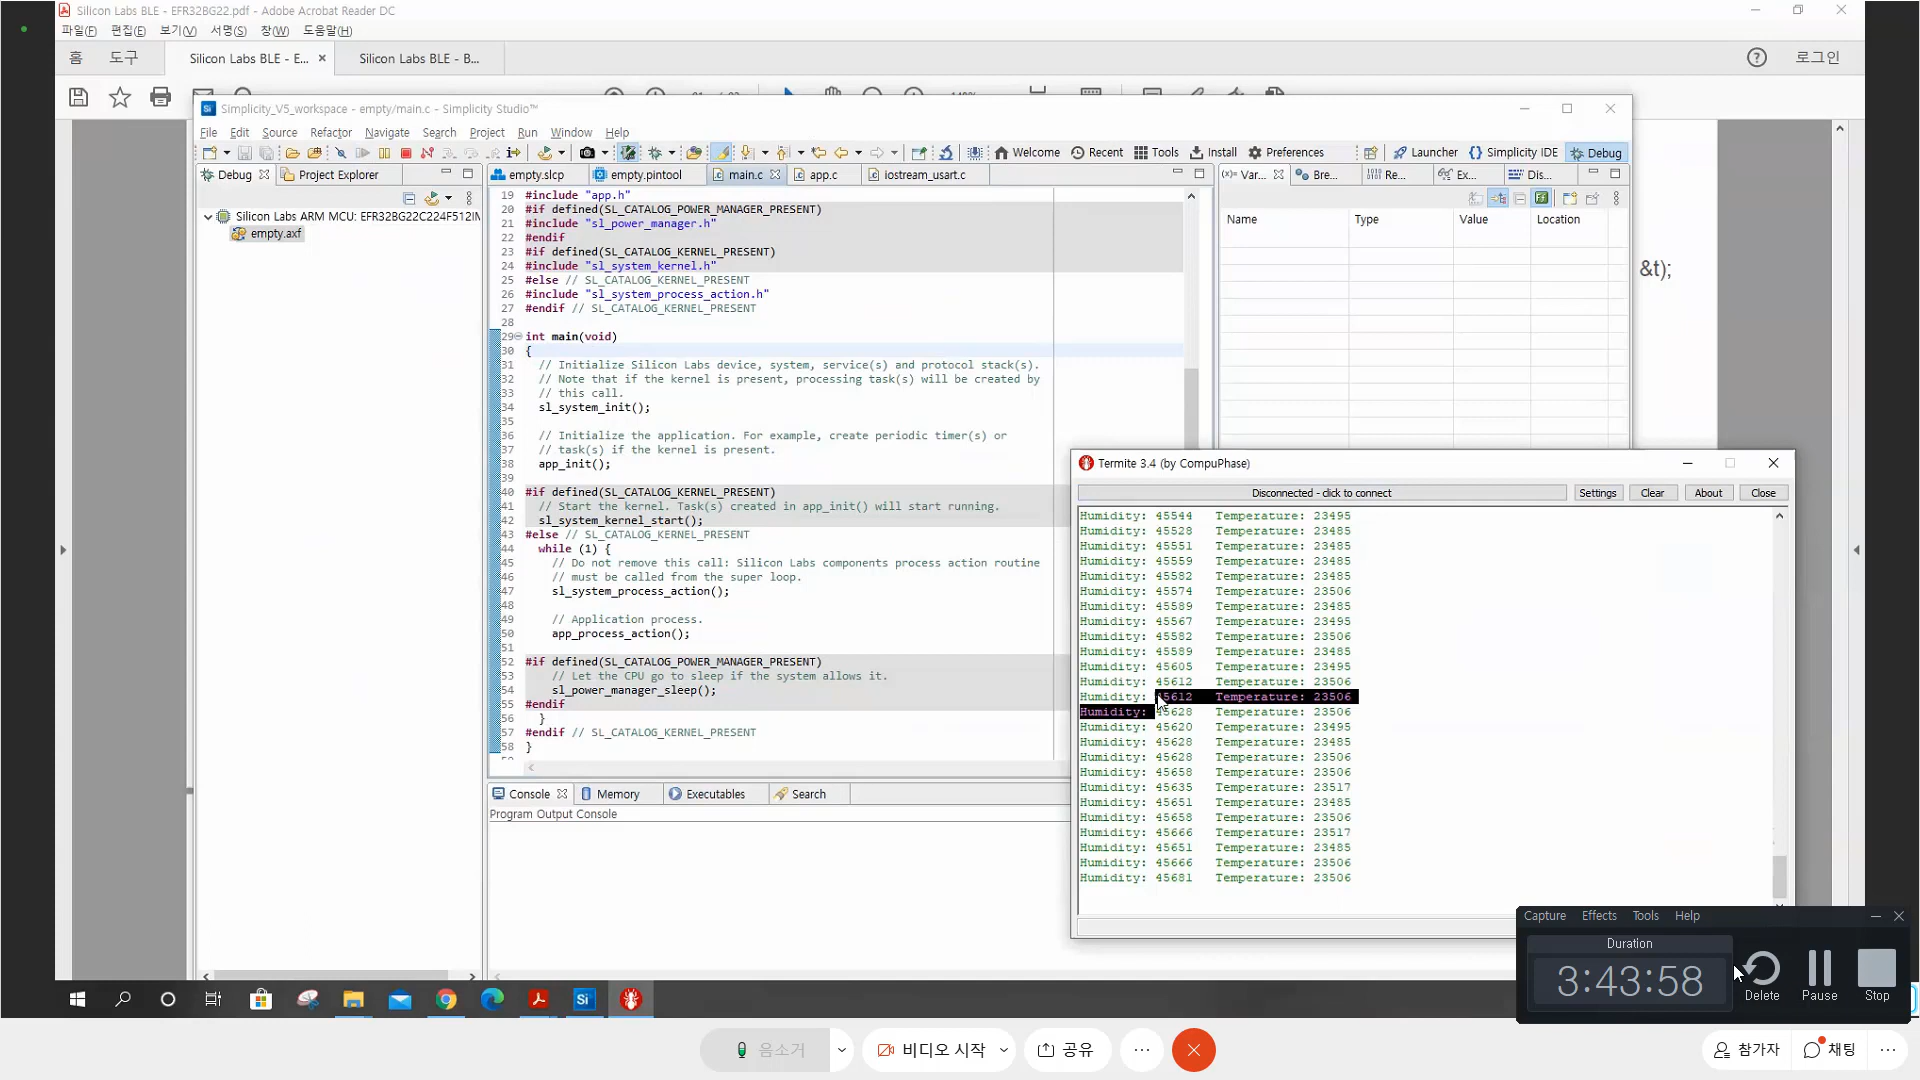 Silicon Labs BLE - EFR32BG22.pdf - Adobe Acrobat Reader DC
파일(F) 편집(E) 보기(V) 서명(S) 창(W) 도움말(H)
홈 도구 Silicon Labs BLE - E... × Silicon Labs BLE - B... 로그인
Simplicity_V5_workspace - empty/main.c - Simplicity Studio™
File Edit Source Refactor Navigate Search Project Run Window Help
Welcome Recent Tools Install Preferences Launcher Simplicity IDE Debug
Debug Project Explorer
Silicon Labs ARM MCU: EFR32BG22C224F512IM
empty.axf
empty.slcp empty.pintool main.c app.c iostream_usart.c
19 #include "app.h"
20 #if defined(SL_CATALOG_POWER_MANAGER_PRESENT)
21 #include "sl_power_manager.h"
22 #endif
23 #if defined(SL_CATALOG_KERNEL_PRESENT)
24 #include "sl_system_kernel.h"
25 #else // SL_CATALOG_KERNEL_PRESENT
26 #include "sl_system_process_action.h"
27 #endif // SL_CATALOG_KERNEL_PRESENT
28
29 int main(void)
30 {
31 // Initialize Silicon Labs device, system, service(s) and protocol stack(s).
32 // Note that if the kernel is present, processing task(s) will be created by
33 // this call.
34 sl_system_init();
35
36 // Initialize the application. For example, create periodic timer(s) or
37 // task(s) if the kernel is present.
38 app_init();
39
40 #if defined(SL_CATALOG_KERNEL_PRESENT)
41 // Start the kernel. Task(s) created in app_init() will start running.
42 sl_system_kernel_start();
43 #else // SL_CATALOG_KERNEL_PRESENT
44 while (1) {
45 // Do not remove this call: Silicon Labs components process action routine
46 // must be called from the super loop.
47 sl_system_process_action();
48
49 // Application process.
50 app_process_action();
51
52 #if defined(SL_CATALOG_POWER_MANAGER_PRESENT)
53 // Let the CPU go to sleep if the system allows it.
54 sl_power_manager_sleep();
55 #endif
56 }
57 #endif // SL_CATALOG_KERNEL_PRESENT
58 }
Console Memory Executables Search
Program Output Console
Var... Bre... Re... Ex... Dis...
Name Type Value Location
&t);
Termite 3.4 (by CompuPhase)
Disconnected - click to connect Settings Clear About Close
Humidity: 45544 Temperature: 23495
Humidity: 45528 Temperature: 23485
Humidity: 45551 Temperature: 23485
Humidity: 45559 Temperature: 23485
Humidity: 45582 Temperature: 23485
Humidity: 45574 Temperature: 23506
Humidity: 45589 Temperature: 23485
Humidity: 45567 Temperature: 23495
Humidity: 45582 Temperature: 23506
Humidity: 45589 Temperature: 23485
Humidity: 45605 Temperature: 23495
Humidity: 45612 Temperature: 23506
Humidity: 45612 Temperature: 23506
Humidity: 45628 Temperature: 23506
Humidity: 45620 Temperature: 23495
Humidity: 45628 Temperature: 23485
Humidity: 45628 Temperature: 23506
Humidity: 45658 Temperature: 23506
Humidity: 45635 Temperature: 23517
Humidity: 45651 Temperature: 23485
Humidity: 45658 Temperature: 23506
Humidity: 45666 Temperature: 23517
Humidity: 45651 Temperature: 23485
Humidity: 45666 Temperature: 23506
Humidity: 45681 Temperature: 23506
Capture Effects Tools Help
Duration
3:43:58
Delete Pause Stop
음소거 비디오 시작 공유 참가자 채팅